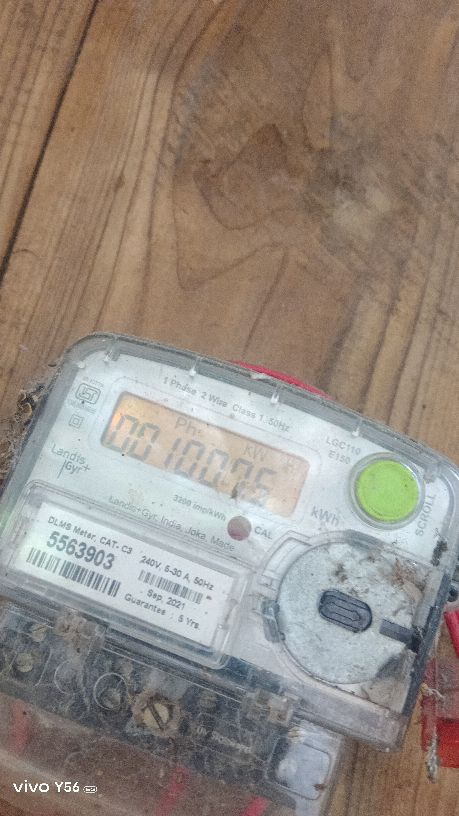 1 Phase 2 Wire Class 1 50Hz
LGC110
E150
Ph
kW
kWh
Landis
Gyr+
3200 imp/kWh
CAL
SCROLL
Landis+Gyr, India, Joka, Made
DLMS Meter, CAT- C3
5563903
240V, 5-30 A, 50Hz
Sep, 2021
Guarantee : 5 Yrs.
vivo Y56